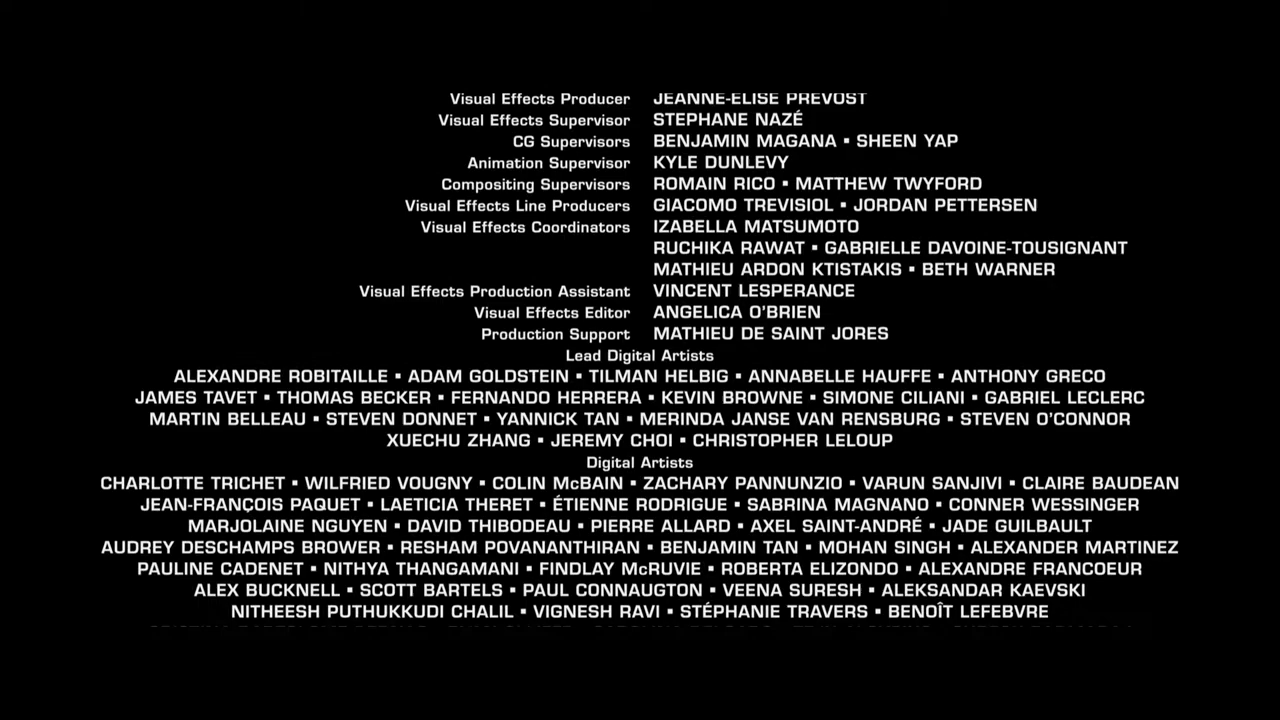 Visual Effects Producer JEANNE-ELISE PREVOST
Visual Effects Supervisor STEPHANE NAZÉ
CG Supervisors BENJAMIN MAGANA ▪ SHEEN YAP
Animation Supervisor KYLE DUNLEVY
Compositing Supervisors ROMAIN RICO ▪ MATTHEW TWYFORD
Visual Effects Line Producers GIACOMO TREVISIOL ▪ JORDAN PETTERSEN
Visual Effects Coordinators IZABELLA MATSUMOTO
RUCHIKA RAWAT ▪ GABRIELLE DAVOINE-TOUSIGNANT
MATHIEU ARDON KTISTAKIS ▪ BETH WARNER
Visual Effects Production Assistant VINCENT LESPERANCE
Visual Effects Editor ANGELICA O'BRIEN
Production Support MATHIEU DE SAINT JORES
Lead Digital Artists
ALEXANDRE ROBITAILLE ▪ ADAM GOLDSTEIN ▪ TILMAN HELBIG ▪ ANNABELLE HAUFFE ▪ ANTHONY GRECO
JAMES TAVET ▪ THOMAS BECKER ▪ FERNANDO HERRERA ▪ KEVIN BROWNE ▪ SIMONE CILIANI ▪ GABRIEL LECLERC
MARTIN BELLEAU ▪ STEVEN DONNET ▪ YANNICK TAN ▪ MERINDA JANSE VAN RENSBURG ▪ STEVEN O'CONNOR
XUECHU ZHANG ▪ JEREMY CHOI ▪ CHRISTOPHER LELOUP
Digital Artists
CHARLOTTE TRICHET ▪ WILFRIED VOUGNY ▪ COLIN McBAIN ▪ ZACHARY PANNUNZIO ▪ VARUN SANJIVI ▪ CLAIRE BAUDEAN
JEAN-FRANÇOIS PAQUET ▪ LAETICIA THERET ▪ ÉTIENNE RODRIGUE ▪ SABRINA MAGNANO ▪ CONNER WESSINGER
MARJOLAINE NGUYEN ▪ DAVID THIBODEAU ▪ PIERRE ALLARD ▪ AXEL SAINT-ANDRÉ ▪ JADE GUILBAULT
AUDREY DESCHAMPS BROWER ▪ RESHAM POVANANTHIRAN ▪ BENJAMIN TAN ▪ MOHAN SINGH ▪ ALEXANDER MARTINEZ
PAULINE CADENET ▪ NITHYA THANGAMANI ▪ FINDLAY McRUVIE ▪ ROBERTA ELIZONDO ▪ ALEXANDRE FRANCOEUR
ALEX BUCKNELL ▪ SCOTT BARTELS ▪ PAUL CONNAUGTON ▪ VEENA SURESH ▪ ALEKSANDAR KAEVSKI
NITHEESH PUTHUKKUDI CHALIL ▪ VIGNESH RAVI ▪ STÉPHANIE TRAVERS ▪ BENOÎT LEFEBVRE